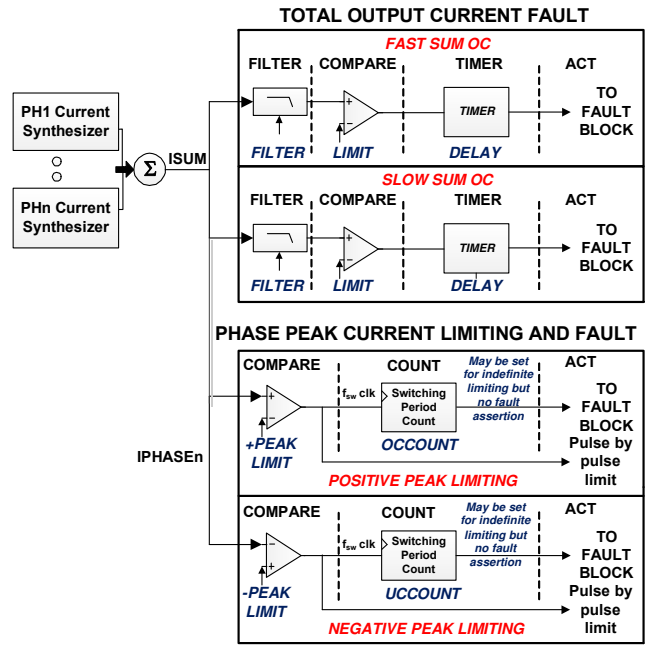 TOTAL OUTPUT CURRENT FAULT
FAST SUM OC
FILTER
COMPARE
TIMER
ACT
PH1 Current
Synthesizer
PHn Current
Synthesizer
Σ
ISUM
+
−
TIMER
TO
FAULT
BLOCK
FILTER
LIMIT
DELAY
SLOW SUM OC
FILTER
COMPARE
TIMER
ACT
+
−
TIMER
TO
FAULT
BLOCK
FILTER
LIMIT
DELAY
PHASE PEAK CURRENT LIMITING AND FAULT
COMPARE
COUNT
May be set
for indefinite
limiting but
no fault
assertion
ACT
+
−
fsw clk
Switching
Period
Count
TO
FAULT
BLOCK
+PEAK
LIMIT
OCCOUNT
Pulse by
pulse
limit
POSITIVE PEAK LIMITING
IPHASEn
COMPARE
COUNT
May be set
for indefinite
limiting but
no fault
assertion
ACT
−
+
fsw clk
Switching
Period
Count
TO
FAULT
BLOCK
-PEAK
LIMIT
UCCOUNT
Pulse by
pulse
limit
NEGATIVE PEAK LIMITING